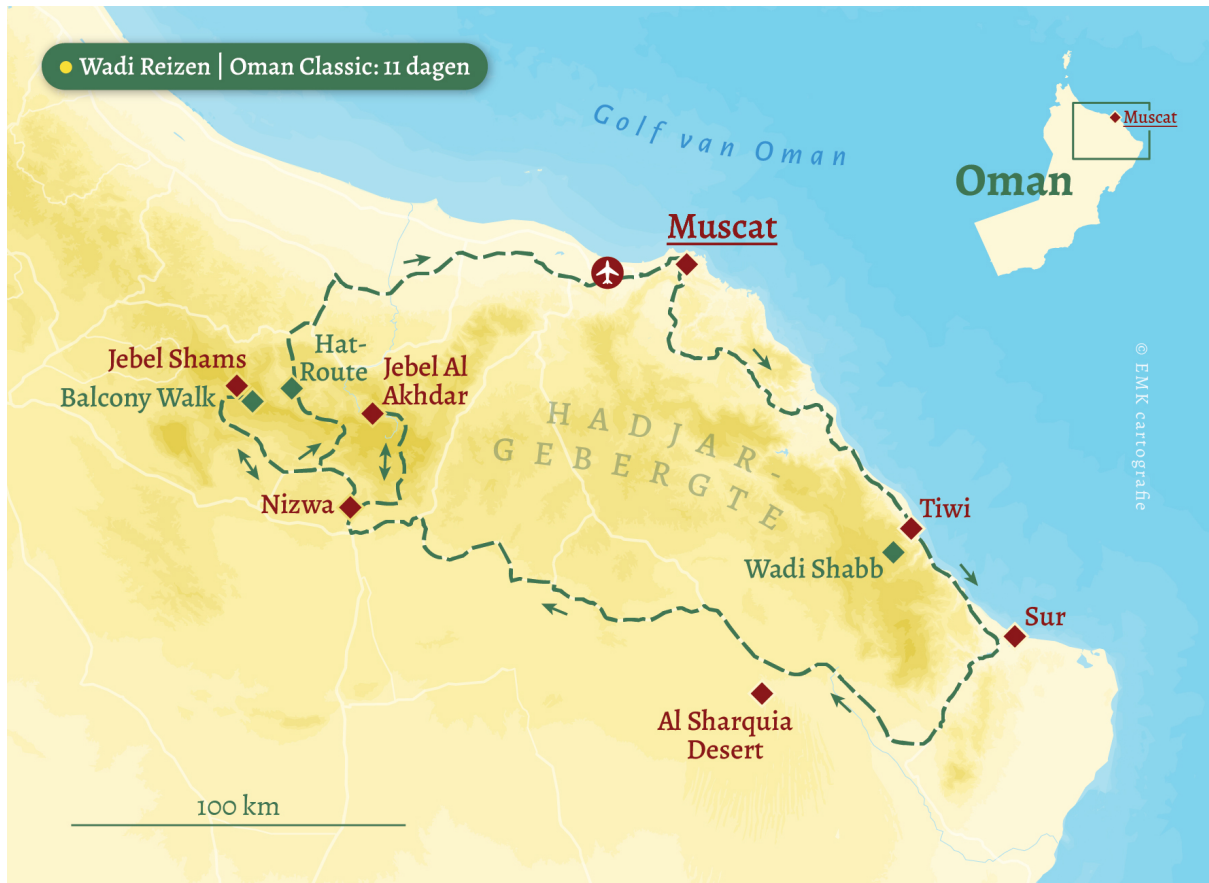 Wadi Reizen | Oman Classic: 11 dagen
Golf van Oman
Muscat
Oman
Muscat
Hat-
Route
Jebel Shams
Balcony Walk
Jebel Al
Akhdar
HADJAR-
GEBERGTE
© EMK cartografie
Nizwa
Tiwi
Wadi Shabb
Sur
Al Sharquia
Desert
100 km